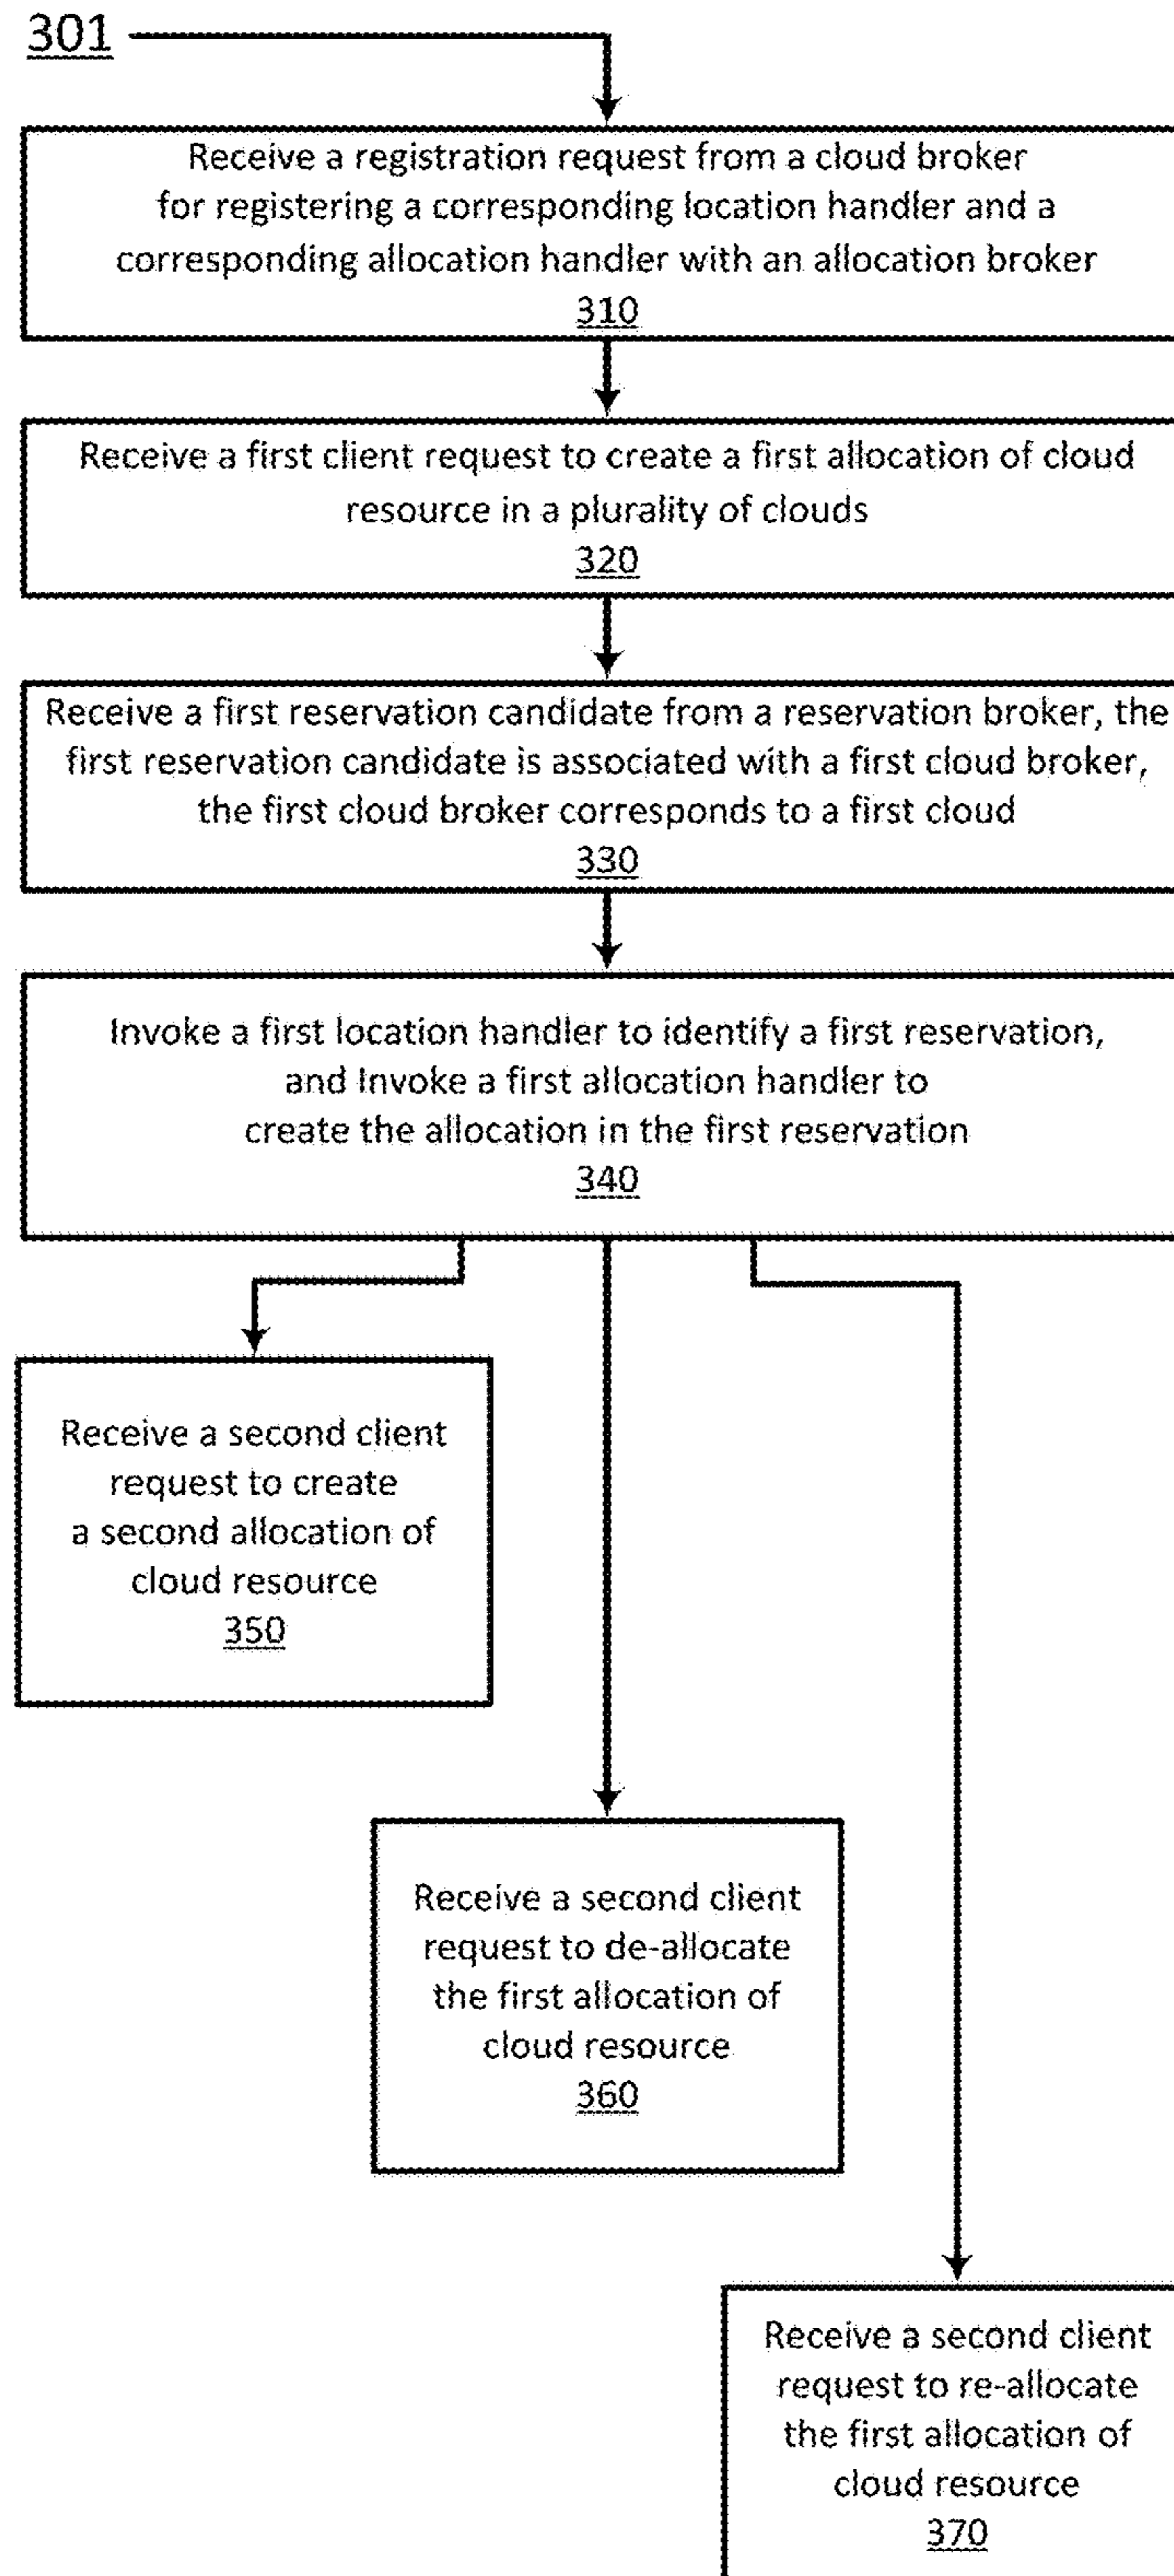 301
Receive a registration request from a cloud broker
for registering a corresponding location handler and a
corresponding allocation handler with an allocation broker
310
Receive a first client request to create a first allocation of cloud
resource in a plurality of clouds
320
Receive a first reservation candidate from a reservation broker, the
first reservation candidate is associated with a first cloud broker,
the first cloud broker corresponds to a first cloud
330
Invoke a first location handler to identify a first reservation,
and Invoke a first allocation handler to
create the allocation in the first reservation
340
Receive a second client
request to create
a second allocation of
cloud resource
350
Receive a second client
request to de-allocate
the first allocation of
cloud resource
360
Receive a second client
request to re-allocate
the first allocation of
cloud resource
370